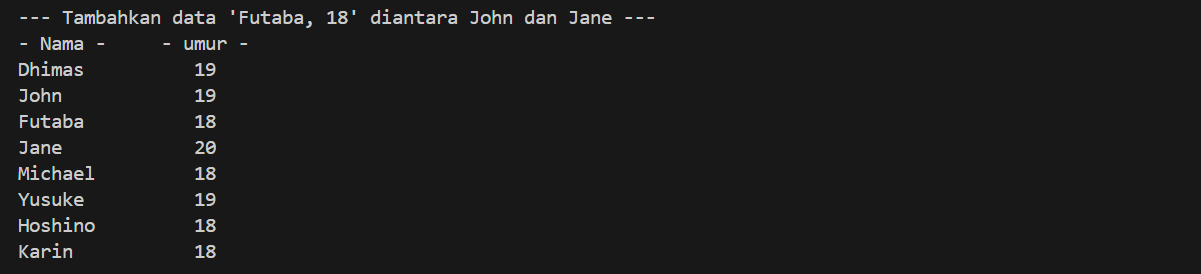 --- Tambahkan data 'Futaba, 18' diantara John dan Jane ---
- Nama -     - umur -
Dhimas          19
John            19
Futaba          18
Jane            20
Michael         18
Yusuke          19
Hoshino         18
Karin           18